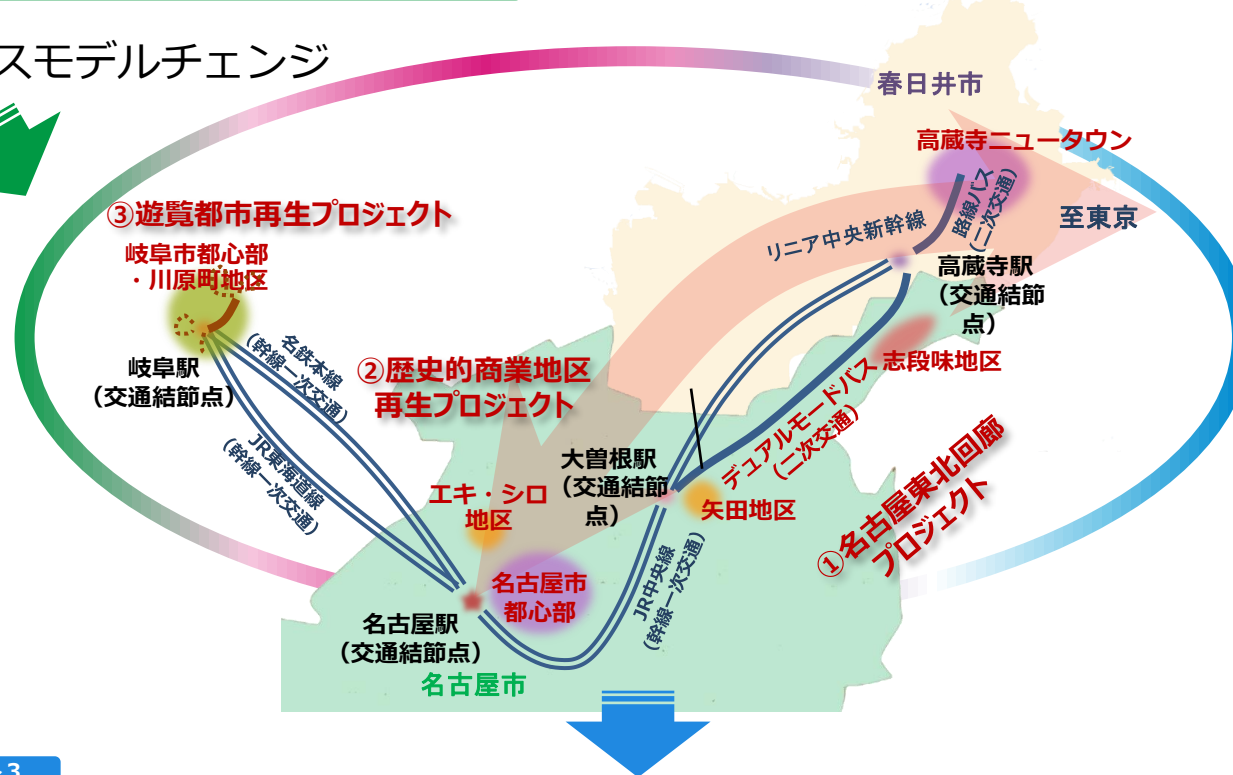 スモデルチェンジ
春日井市
高蔵寺ニュータウン
路線バス
(二次交通)
至東京
リニア中央新幹線
高蔵寺駅
(交通結節
点)
③遊覧都市再生プロジェクト
岐阜市都心部
・川原町地区
岐阜駅
(交通結節点)
名鉄本線
(幹線一次交通)
JR東海道線
(幹線一次交通)
②歴史的商業地区
再生プロジェクト
志段味地区
デュアルモードバス
(二次交通)
大曽根駅
(交通結節
点)
矢田地区
エキ・シロ
地区
①名古屋東北回廊
プロジェクト
名古屋市
都心部
JR中央線
(幹線一次交通)
名古屋駅
(交通結節点)
名古屋市
3